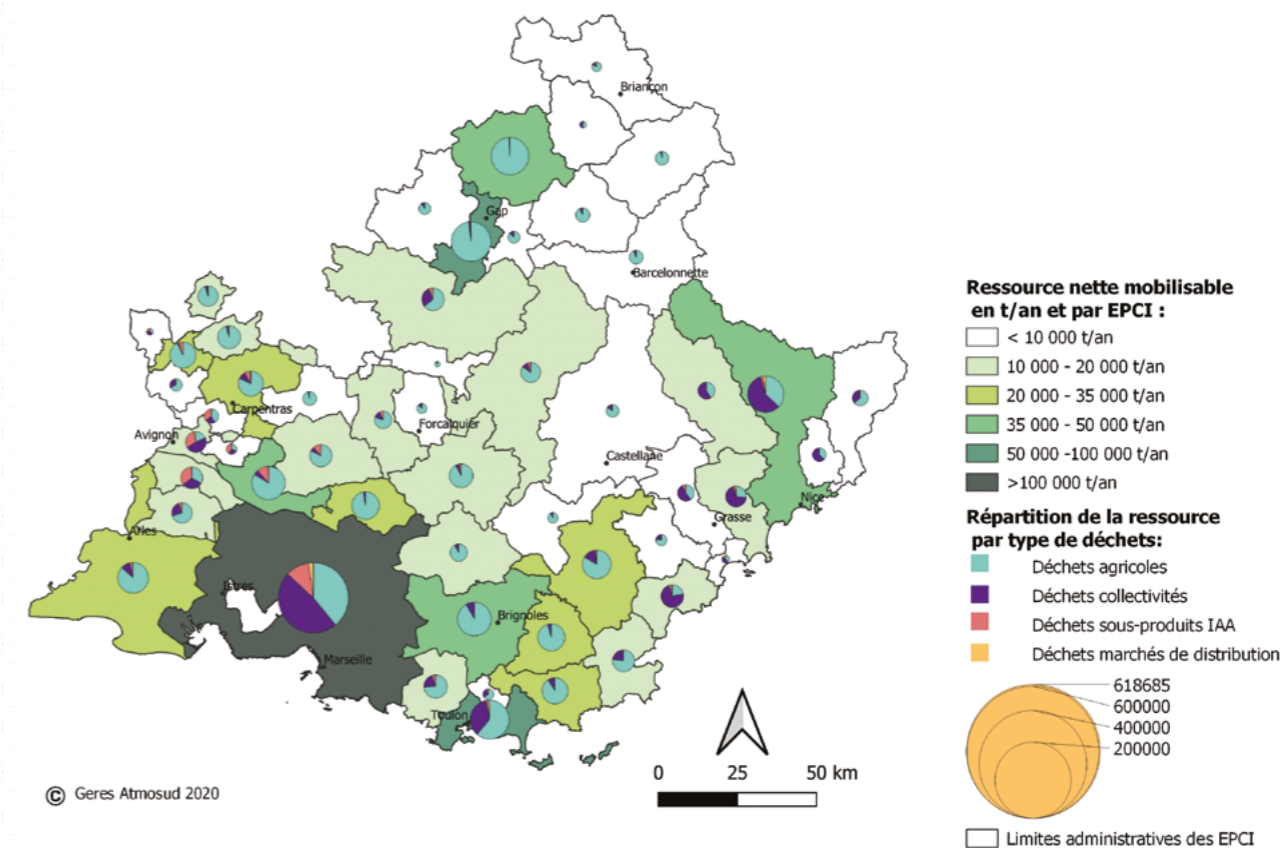 Briançon
Gap
Barcelonnette
Carpentras
Avignon
Forcalquier
Castellane
Nice
Grasse
Arles
Istres
Brignoles
Marseille
Toulon
0 25 50 km
© Geres Atmosud 2020
Ressource nette mobilisable
en t/an et par EPCI :
< 10 000 t/an
10 000 - 20 000 t/an
20 000 - 35 000 t/an
35 000 - 50 000 t/an
50 000 -100 000 t/an
>100 000 t/an
Répartition de la ressource
par type de déchets:
Déchets agricoles
Déchets collectivités
Déchets sous-produits IAA
Déchets marchés de distribution
618685
600000
400000
200000
Limites administratives des EPCI